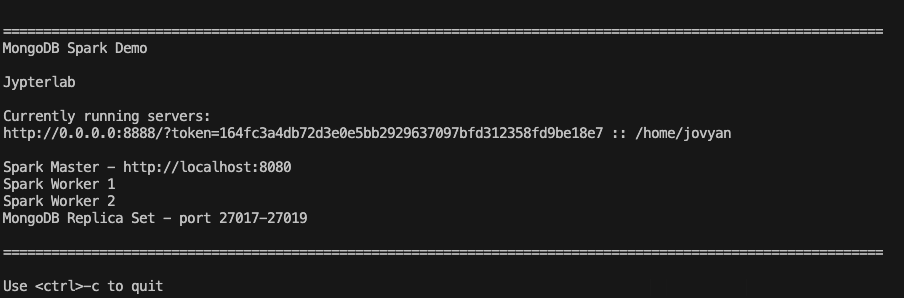 ================================================================================================================
MongoDB Spark Demo
Jypterlab
Currently running servers:
http://0.0.0.0:8888/?token=164fc3a4db72d3e0e5bb2929637097bfd312358fd9be18e7 :: /home/jovyan
Spark Master - http://localhost:8080
Spark Worker 1
Spark Worker 2
MongoDB Replica Set - port 27017-27019
================================================================================================================
Use <ctrl>-c to quit